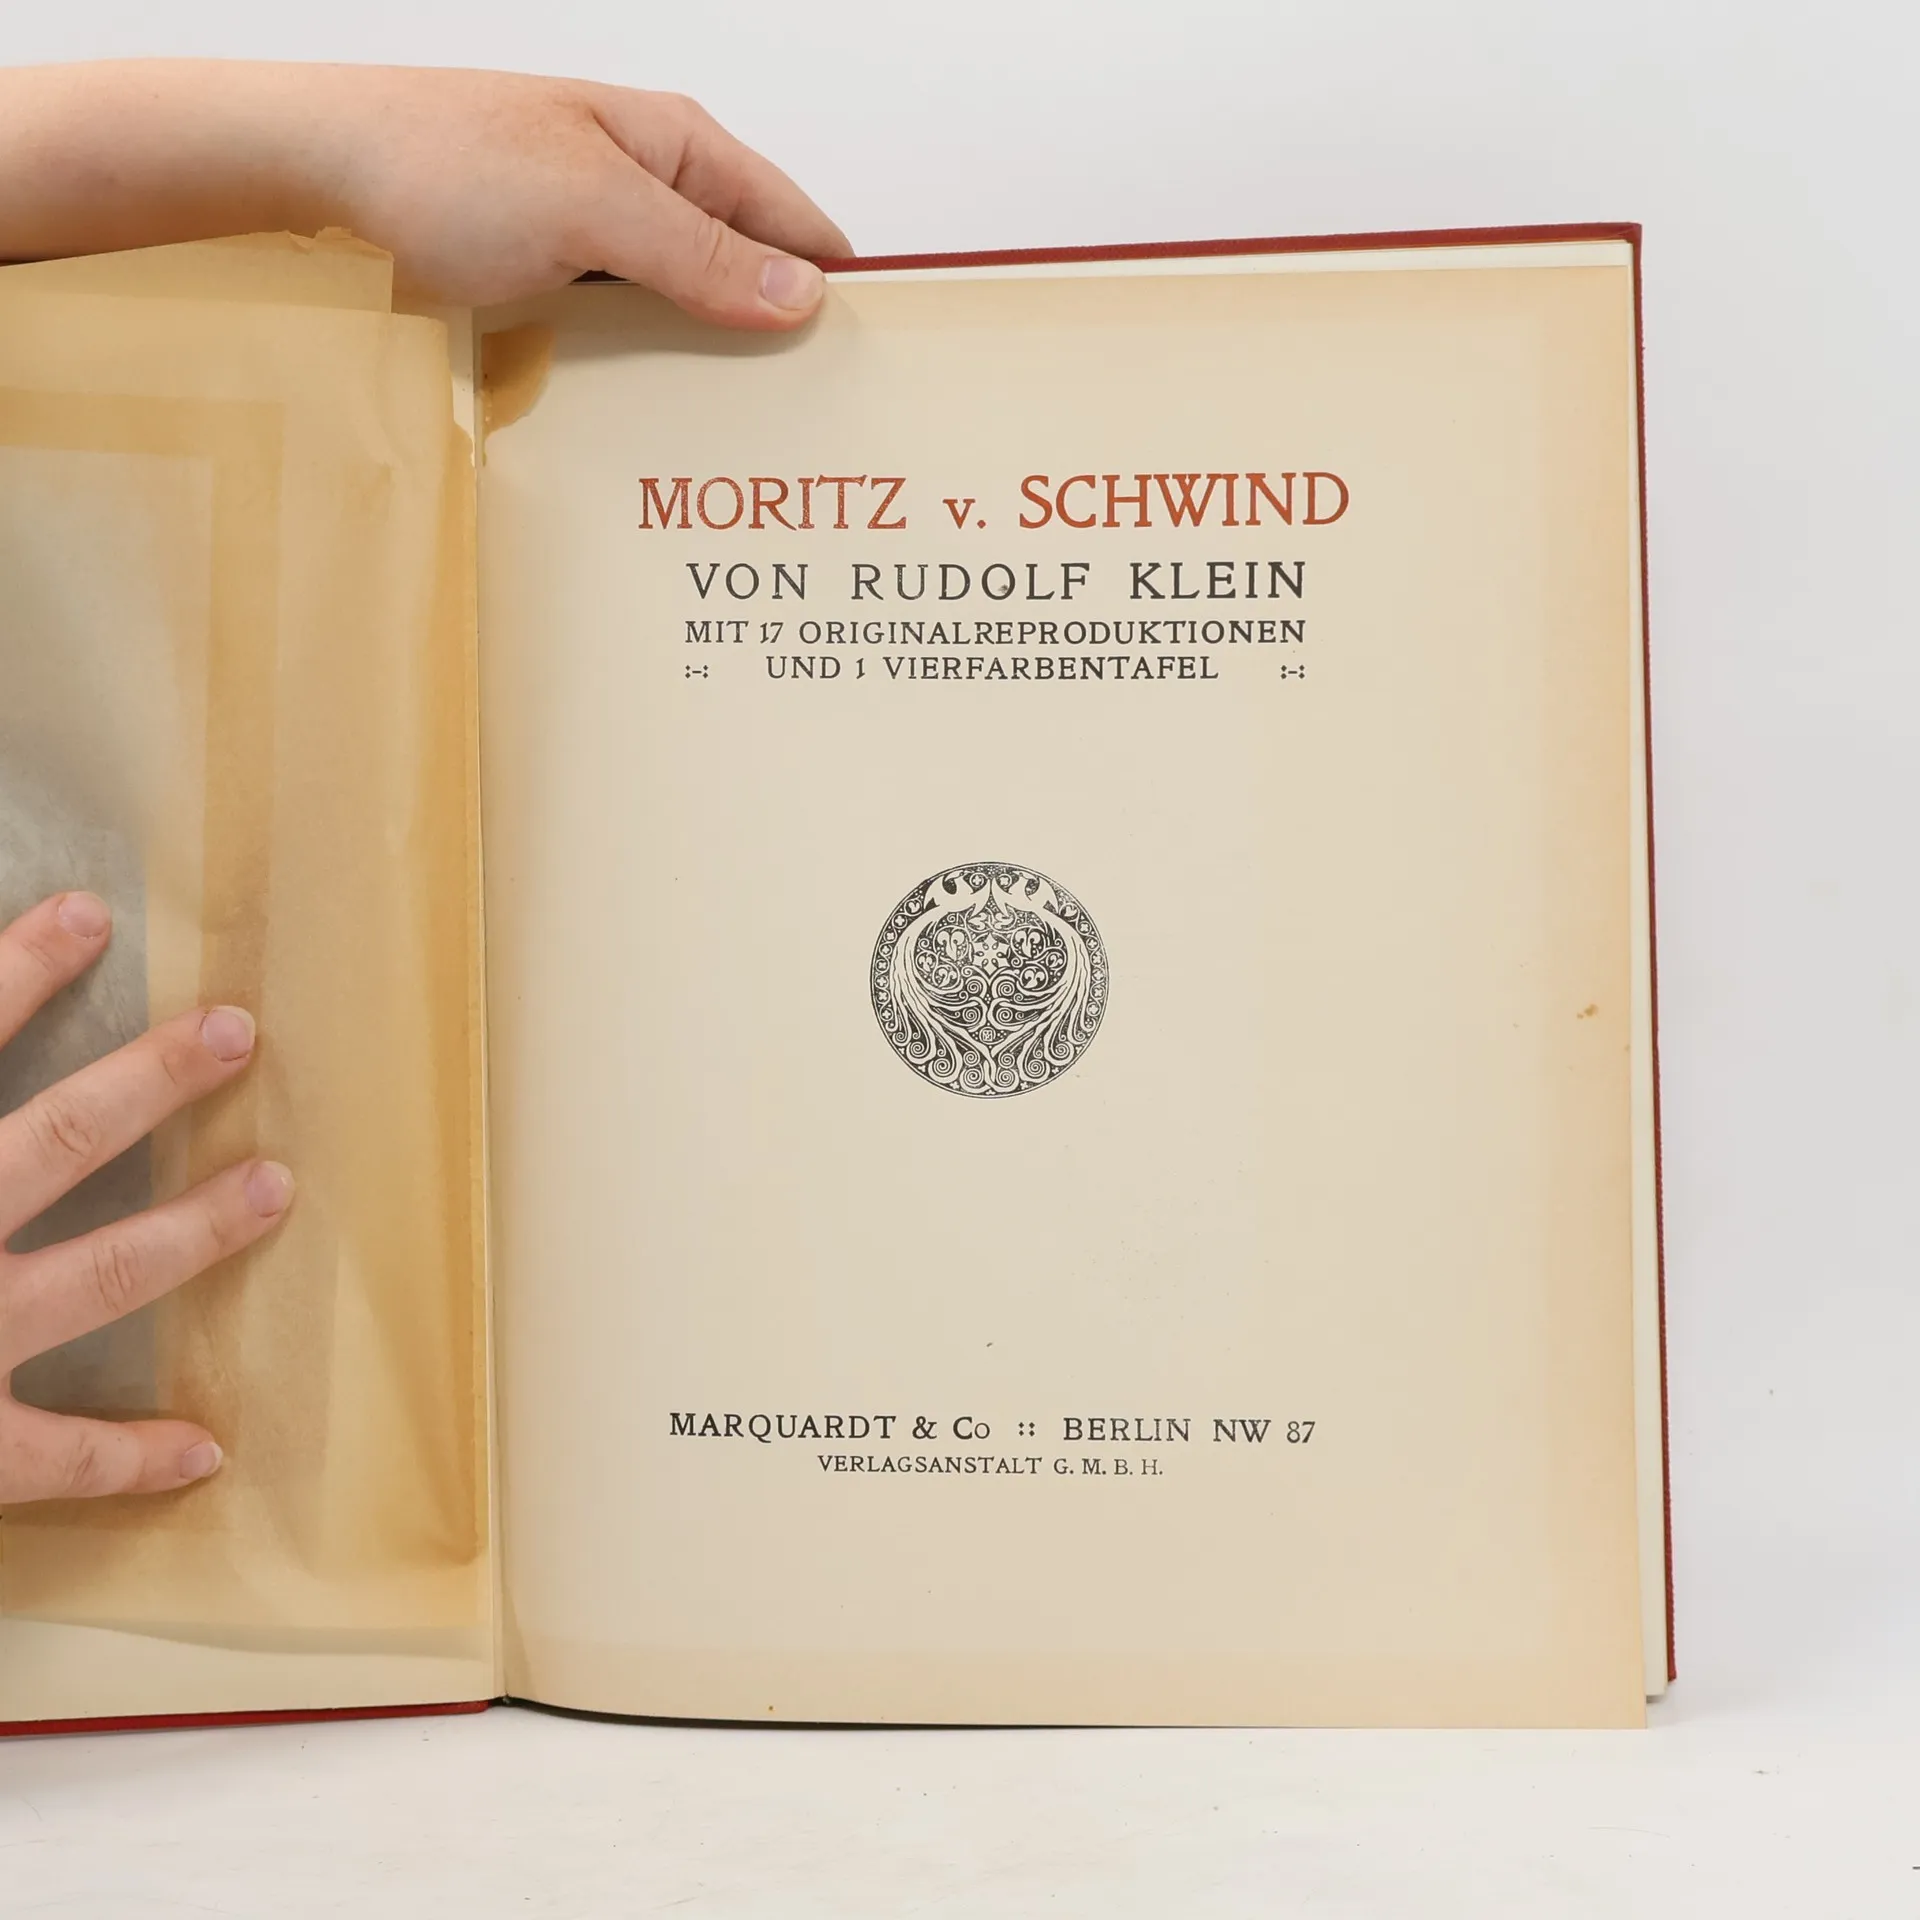 MORITZ v. SCHWIND
VON RUDOLF KLEIN
MIT 17 ORIGINALREPRODUKTIONEN
:-: UND 1 VIERFARBENTAFEL :-:
MARQUARDT & Co :: BERLIN NW 87
VERLAGSANSTALT G. M. B. H.